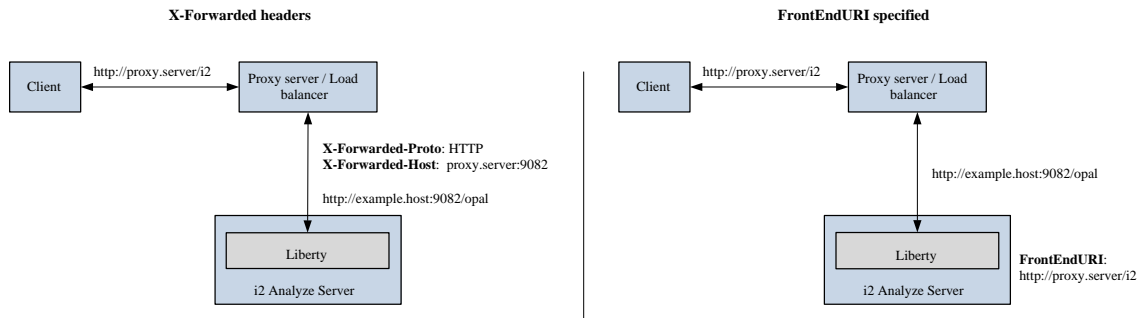 X-Forwarded headers
Client
http://proxy.server/i2
Proxy server / Load
balancer
X-Forwarded-Proto: HTTP
X-Forwarded-Host: proxy.server:9082
http://example.host:9082/opal
Liberty
i2 Analyze Server
FrontEndURI specified
Client
http://proxy.server/i2
Proxy server / Load
balancer
http://example.host:9082/opal
Liberty
i2 Analyze Server
FrontEndURI:
http://proxy.server/i2